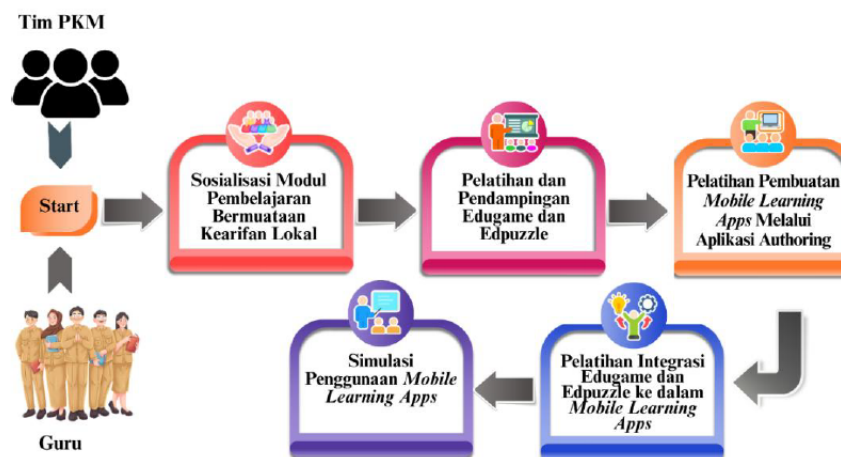 Tim PKM
Start
Guru
Sosialisasi Modul
Pembelajaran
Bermuataan
Kearifan Lokal
Pelatihan dan
Pendampingan
Edugame dan
Edpuzzle
Pelatihan Pembuatan
Mobile Learning
Apps Melalui
Aplikasi Authoring
Pelatihan Integrasi
Edugame dan
Edpuzzle ke dalam
Mobile Learning
Apps
Simulasi
Penggunaan Mobile
Learning Apps